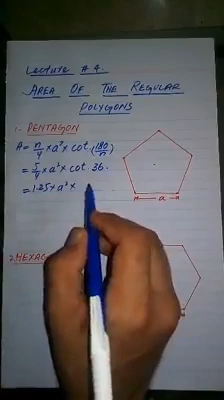 Lecture # 4.
AREA OF THE REGULAR
POLYGONS
1- PENTAGON
A = n/4 × a² × cot (180/n)
= 5/4 × a² × cot 36.
= 1.25 × a² ×
a
2. HEXAG